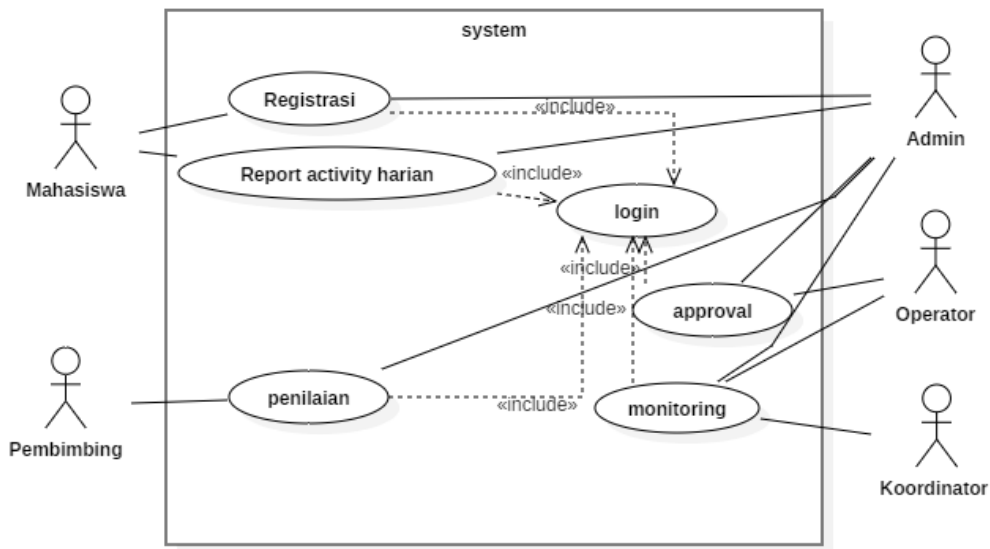 system
Registrasi
«include»
Mahasiswa
Admin
Report activity harian
«include»
login
«include»
«include»
approval
Operator
penilaian
«include»
monitoring
Pembimbing
Koordinator